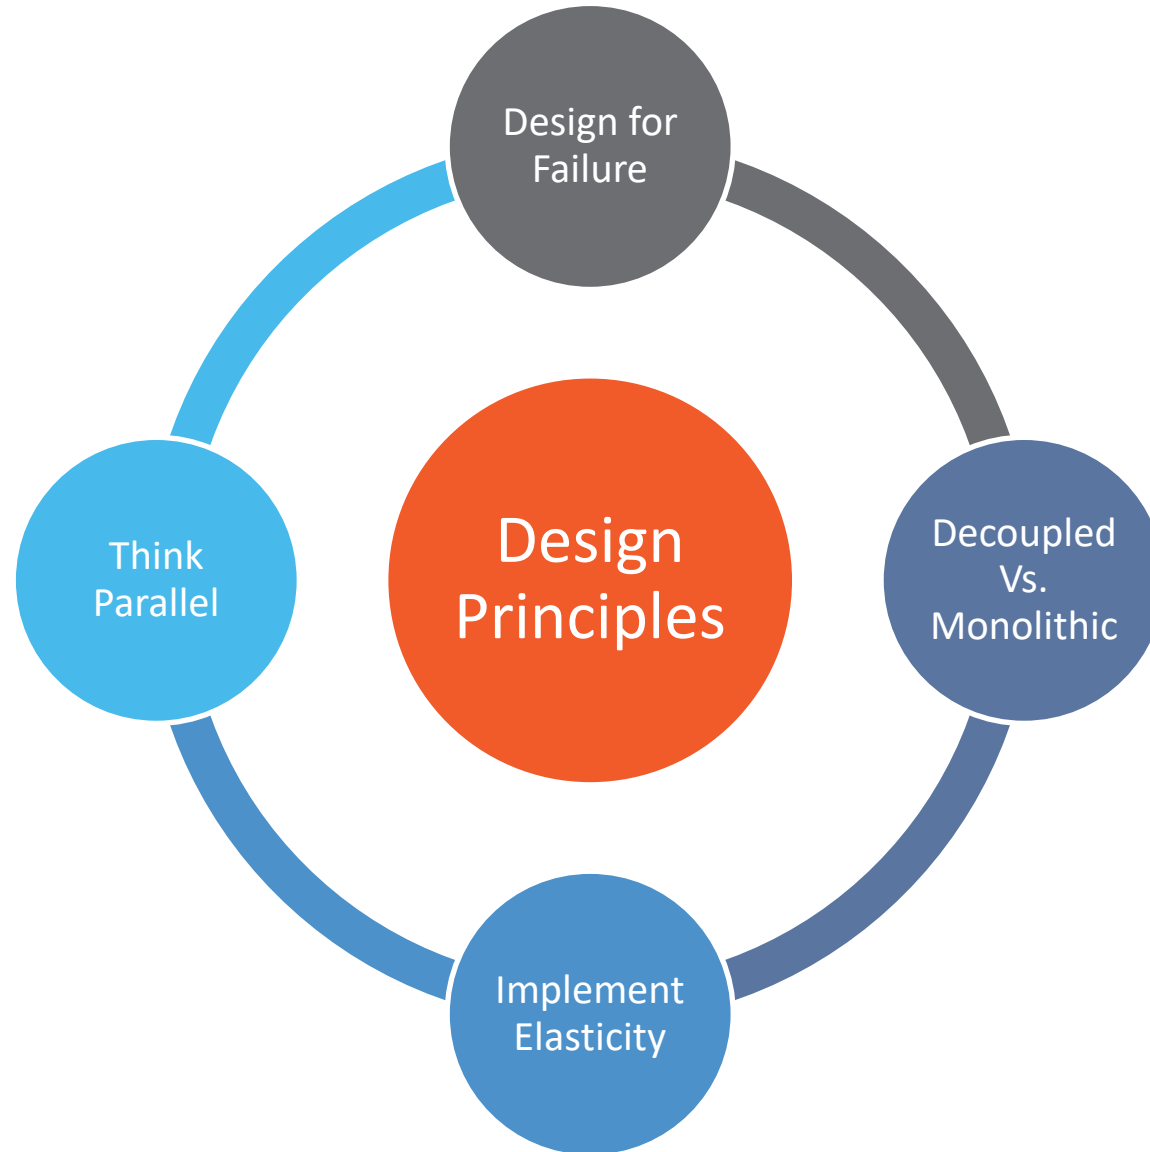 Design for
Failure
Think
Parallel
Design
Principles
Decoupled
Vs.
Monolithic
Implement
Elasticity